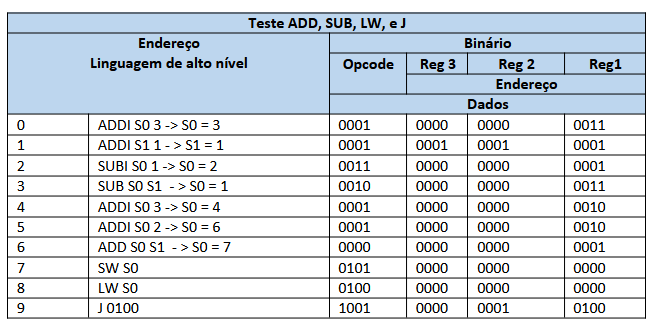 Teste ADD, SUB, LW, e J
Endereço Binário
Linguagem de alto nível Opcode Reg 3 Reg 2 Reg1
Endereço
Dados
0 ADDI S0 3 -> S0 = 3 0001 0000 0000 0011
1 ADDI S1 1 - > S1 = 1 0001 0001 0001 0001
2 SUBI S0 1 -> S0 = 2 0011 0000 0000 0001
3 SUB S0 S1 - > S0 = 1 0010 0000 0000 0011
4 ADDI S0 3 -> S0 = 4 0001 0000 0000 0010
5 ADDI S0 2 -> S0 = 6 0001 0000 0000 0010
6 ADD S0 S1 - > S0 = 7 0000 0000 0000 0001
7 SW S0 0101 0000 0000 0000
8 LW S0 0100 0000 0000 0000
9 J 0100 1001 0000 0001 0100